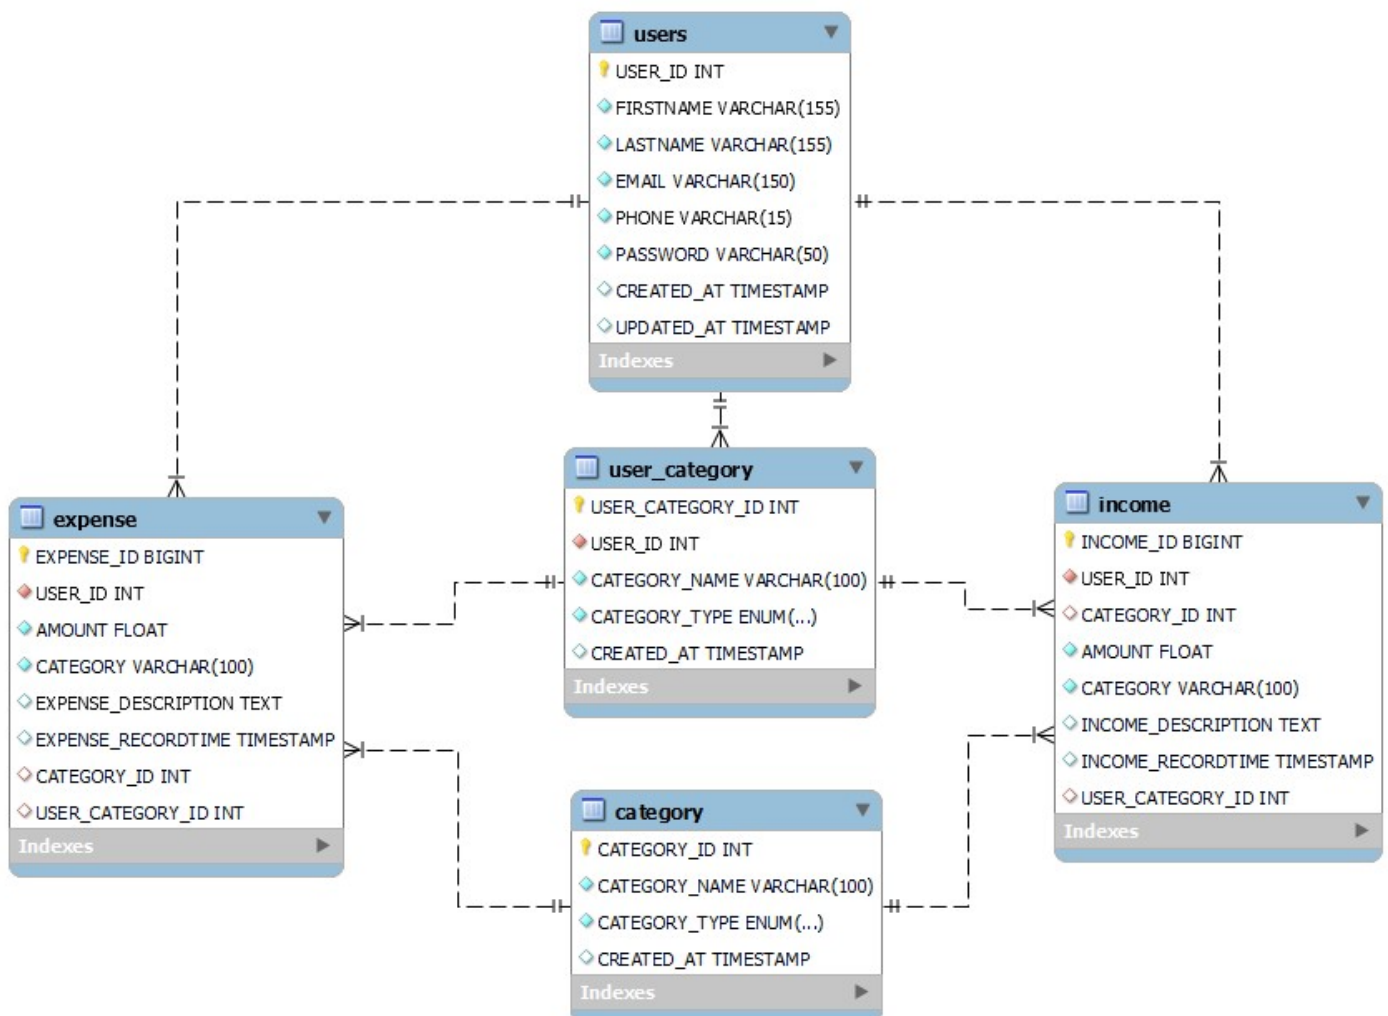 users
USER_ID INT
FIRSTNAME VARCHAR(155)
LASTNAME VARCHAR(155)
EMAIL VARCHAR(150)
PHONE VARCHAR(15)
PASSWORD VARCHAR(50)
CREATED_AT TIMESTAMP
UPDATED_AT TIMESTAMP
Indexes
expense
EXPENSE_ID BIGINT
USER_ID INT
AMOUNT FLOAT
CATEGORY VARCHAR(100)
EXPENSE_DESCRIPTION TEXT
EXPENSE_RECORDTIME TIMESTAMP
CATEGORY_ID INT
USER_CATEGORY_ID INT
Indexes
user_category
USER_CATEGORY_ID INT
USER_ID INT
CATEGORY_NAME VARCHAR(100)
CATEGORY_TYPE ENUM(...)
CREATED_AT TIMESTAMP
Indexes
income
INCOME_ID BIGINT
USER_ID INT
CATEGORY_ID INT
AMOUNT FLOAT
CATEGORY VARCHAR(100)
INCOME_DESCRIPTION TEXT
INCOME_RECORDTIME TIMESTAMP
USER_CATEGORY_ID INT
Indexes
category
CATEGORY_ID INT
CATEGORY_NAME VARCHAR(100)
CATEGORY_TYPE ENUM(...)
CREATED_AT TIMESTAMP
Indexes